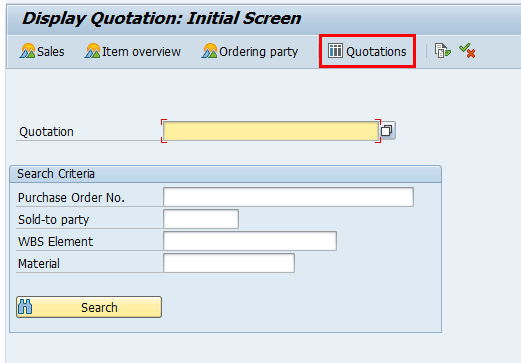 Display Quotation: Initial Screen
Sales Item overview Ordering party Quotations
Quotation
Search Criteria
Purchase Order No.
Sold-to party
WBS Element
Material
Search